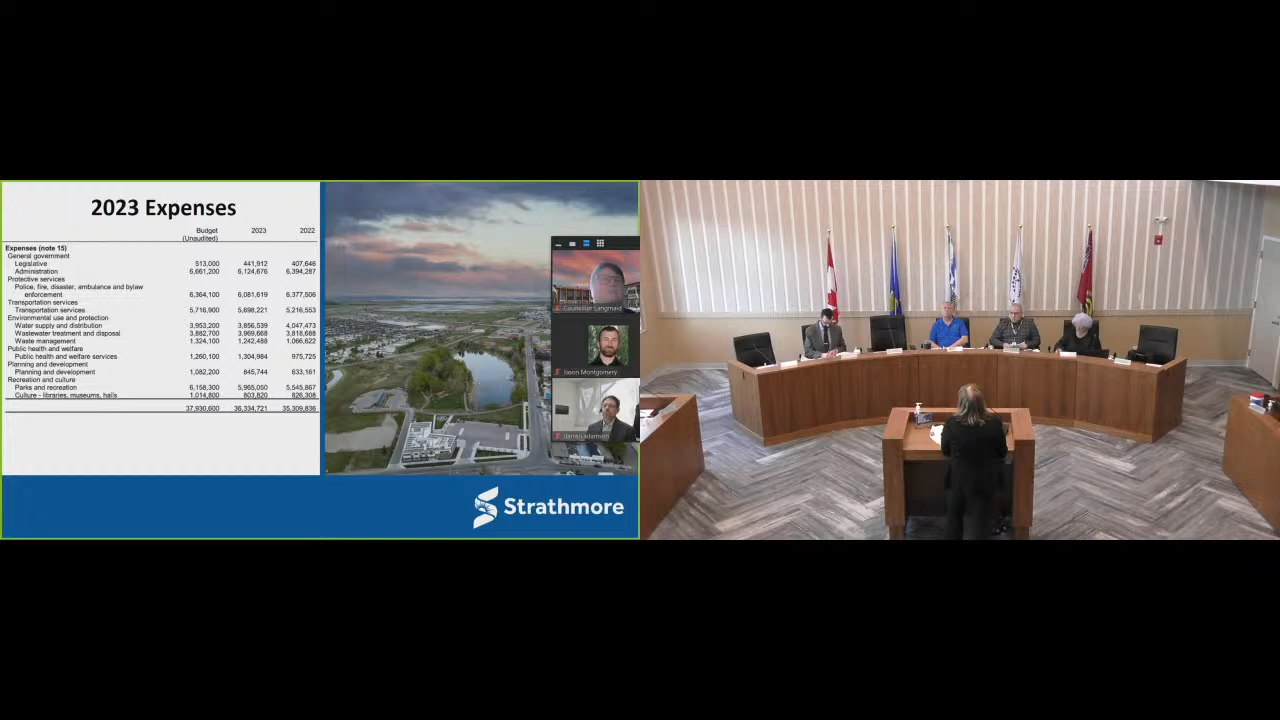 2023 Expenses
Budget 2023 2022
(Unaudited)
Expenses (note 15)
General government
Legislative 513,000 441,912 407,646
Administration 6,661,200 6,124,676 6,394,287
Protective services
Police, fire, disaster, ambulance and bylaw
enforcement 6,364,100 6,081,619 6,377,506
Transportation services
Transportation services 5,716,900 5,698,221 5,216,553
Environmental use and protection
Water supply and distribution 3,953,200 3,856,539 4,047,473
Wastewater treatment and disposal 3,882,700 3,969,668 3,818,688
Waste management 1,324,100 1,242,488 1,066,622
Public health and welfare
Public health and welfare services 1,260,100 1,304,984 975,725
Planning and development
Planning and development 1,082,200 845,744 633,161
Recreation and culture
Parks and recreation 6,158,300 5,965,050 5,545,867
Culture - libraries, museums, halls 1,014,800 803,820 826,308
37,930,600 36,334,721 35,309,836
Councillor Langmaid
Jason Montgomery
darren adamson
Strathmore